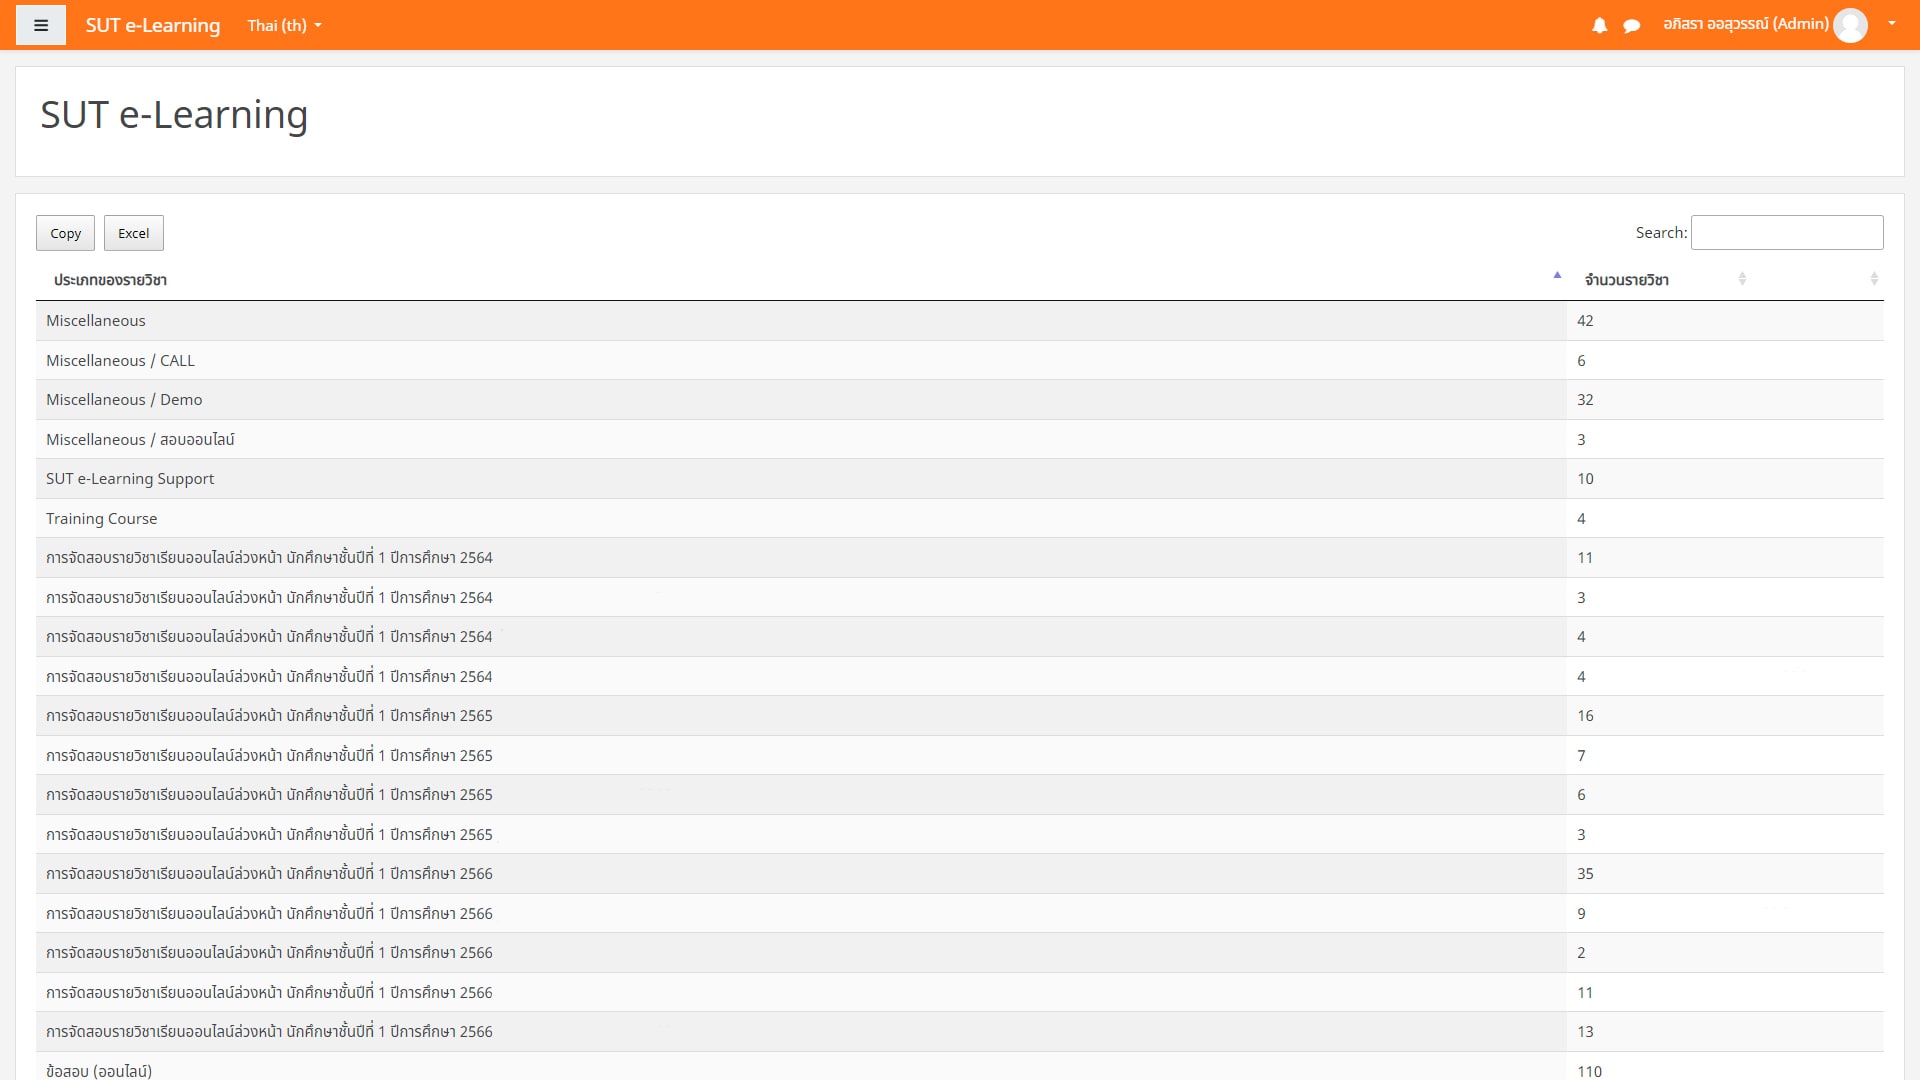 SUT e-Learning
Thai (th)
อภิสรา ออสุวรรณ์ (Admin)
SUT e-Learning
Copy
Excel
Search:
ประเภทของรายวิชา
จำนวนรายวิชา
Miscellaneous 42
Miscellaneous / CALL 6
Miscellaneous / Demo 32
Miscellaneous / สอบออนไลน์ 3
SUT e-Learning Support 10
Training Course 4
การจัดสอบรายวิชาเรียนออนไลน์ล่วงหน้า นักศึกษาชั้นปีที่ 1 ปีการศึกษา 2564 11
การจัดสอบรายวิชาเรียนออนไลน์ล่วงหน้า นักศึกษาชั้นปีที่ 1 ปีการศึกษา 2564 3
การจัดสอบรายวิชาเรียนออนไลน์ล่วงหน้า นักศึกษาชั้นปีที่ 1 ปีการศึกษา 2564 4
การจัดสอบรายวิชาเรียนออนไลน์ล่วงหน้า นักศึกษาชั้นปีที่ 1 ปีการศึกษา 2564 4
การจัดสอบรายวิชาเรียนออนไลน์ล่วงหน้า นักศึกษาชั้นปีที่ 1 ปีการศึกษา 2565 16
การจัดสอบรายวิชาเรียนออนไลน์ล่วงหน้า นักศึกษาชั้นปีที่ 1 ปีการศึกษา 2565 7
การจัดสอบรายวิชาเรียนออนไลน์ล่วงหน้า นักศึกษาชั้นปีที่ 1 ปีการศึกษา 2565 6
การจัดสอบรายวิชาเรียนออนไลน์ล่วงหน้า นักศึกษาชั้นปีที่ 1 ปีการศึกษา 2565 3
การจัดสอบรายวิชาเรียนออนไลน์ล่วงหน้า นักศึกษาชั้นปีที่ 1 ปีการศึกษา 2566 35
การจัดสอบรายวิชาเรียนออนไลน์ล่วงหน้า นักศึกษาชั้นปีที่ 1 ปีการศึกษา 2566 9
การจัดสอบรายวิชาเรียนออนไลน์ล่วงหน้า นักศึกษาชั้นปีที่ 1 ปีการศึกษา 2566 2
การจัดสอบรายวิชาเรียนออนไลน์ล่วงหน้า นักศึกษาชั้นปีที่ 1 ปีการศึกษา 2566 11
การจัดสอบรายวิชาเรียนออนไลน์ล่วงหน้า นักศึกษาชั้นปีที่ 1 ปีการศึกษา 2566 13
ข้อสอบ (ออนไลน์) 110